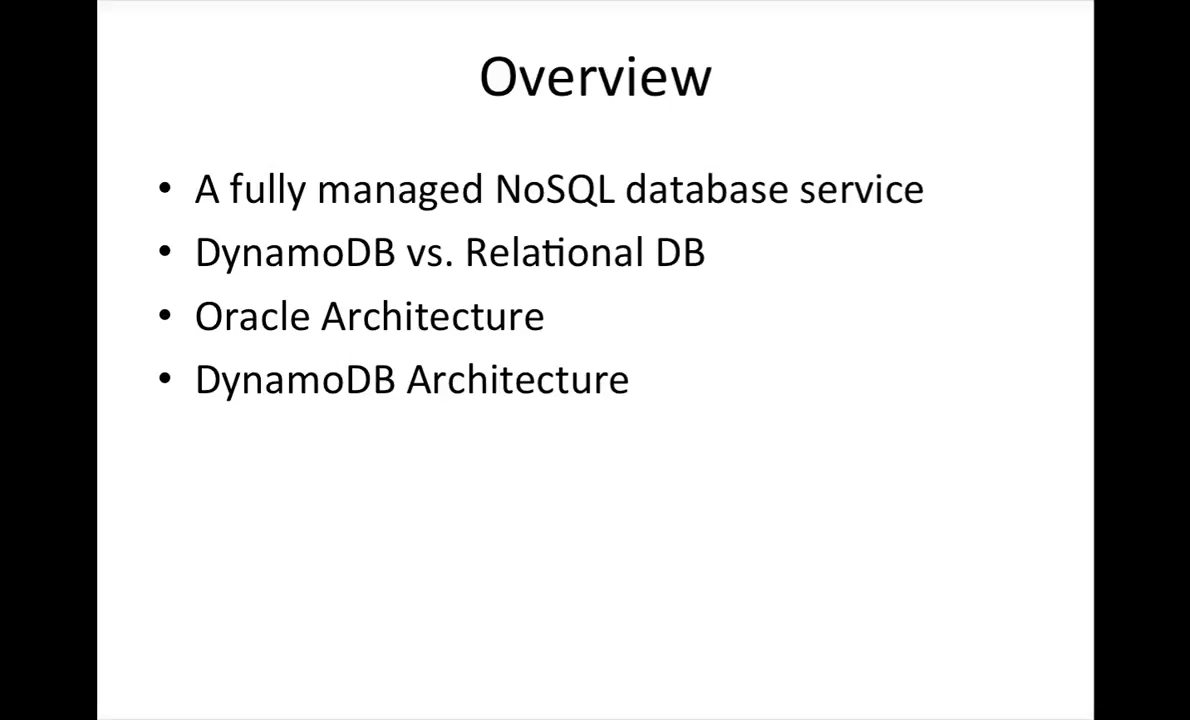 Overview
• A fully managed NoSQL database service
• DynamoDB vs. Relational DB
• Oracle Architecture
• DynamoDB Architecture